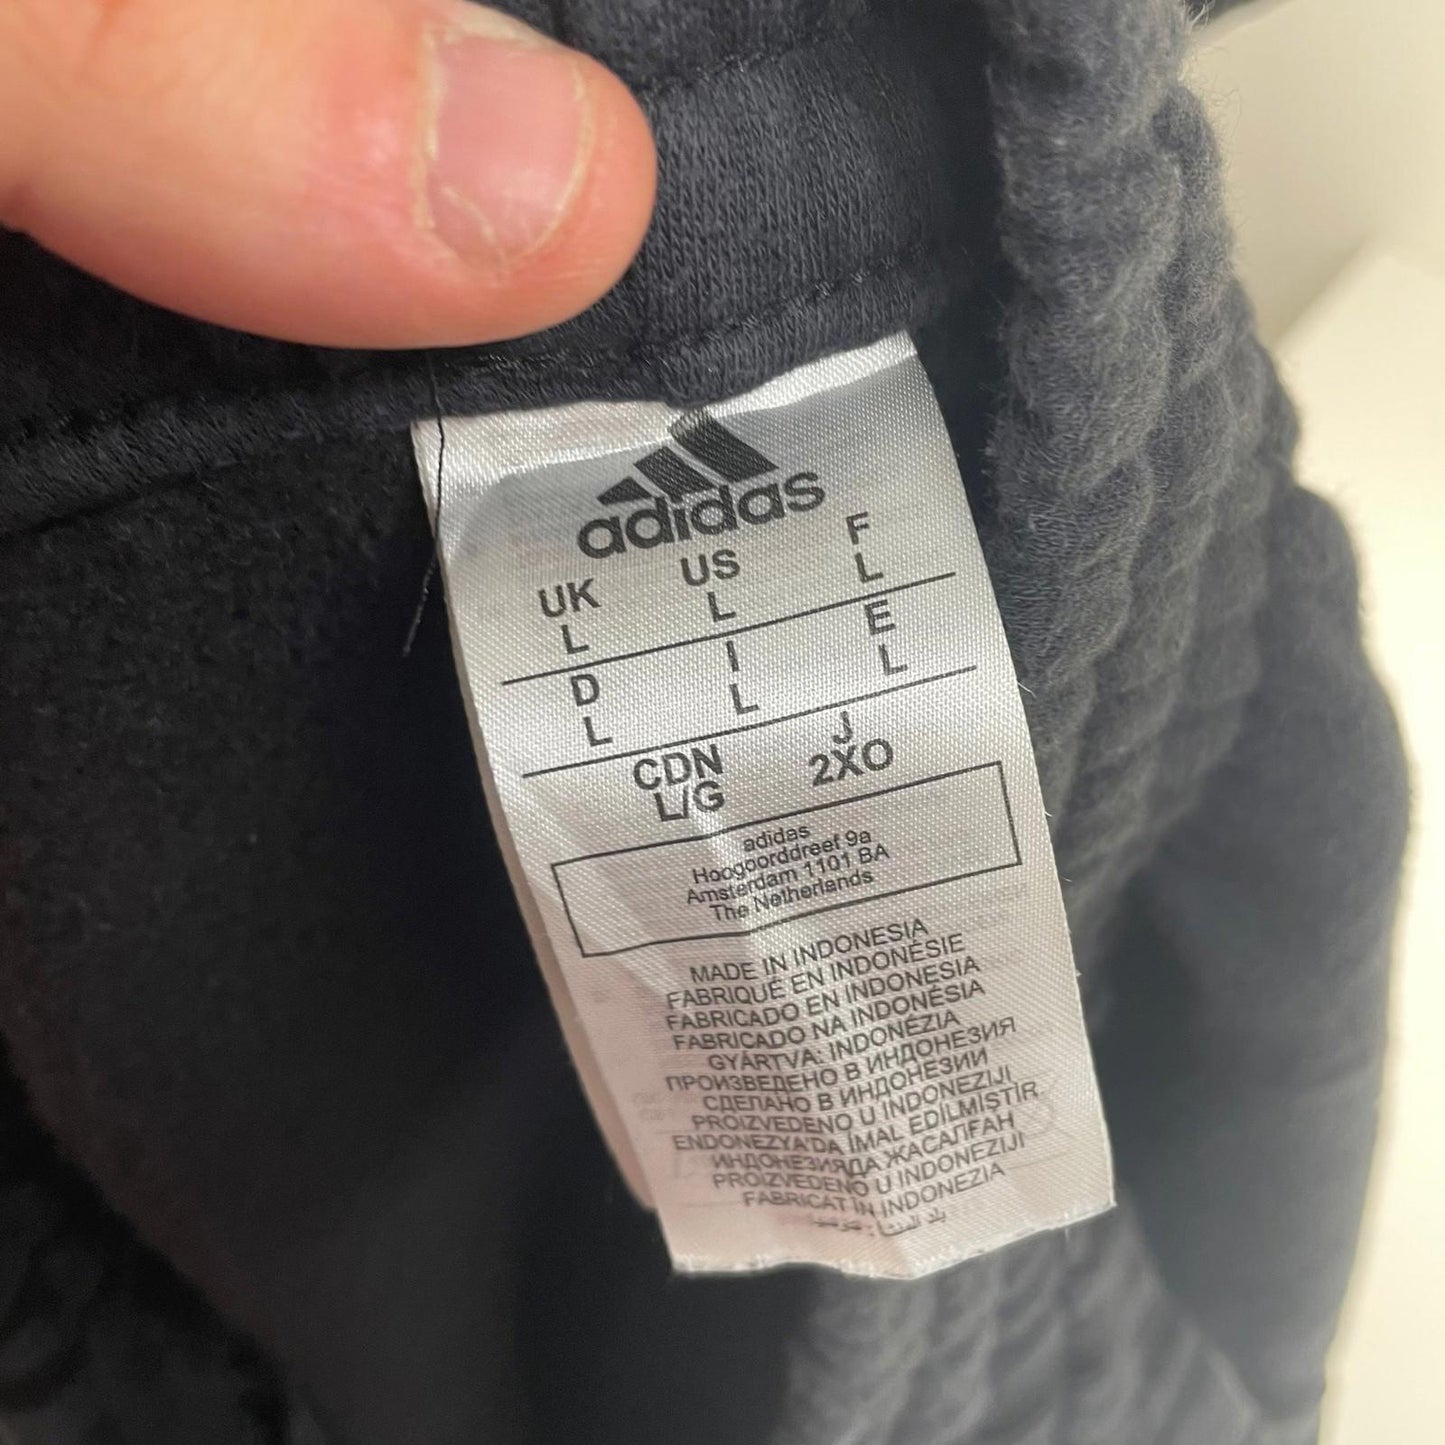 adidas
UK US F
L L L
D I E
L L L
CDN J
L/G 2XO
adidas
Hoogoorddreef 9a
Amsterdam 1101 BA
The Netherlands
MADE IN INDONESIA
FABRIQUÉ EN INDONÉSIE
FABRICADO EN INDONESIA
FABRICADO NA INDONÉSIA
GYÁRTVA: INDONÉZIA
ПРОИЗВЕДЕНО В ИНДОНЕЗИЯ
СДЕЛАНО В ИНДОНЕЗИИ
PROIZVEDENO U INDONEZIJI
ENDONEZYA'DA İMAL EDİLMİŞTİR
ИНДОНЕЗИЯДА ЖАСАЛҒАН
PROIZVEDENO U INDONEZIJI
FABRICAT ÎN INDONEZIA